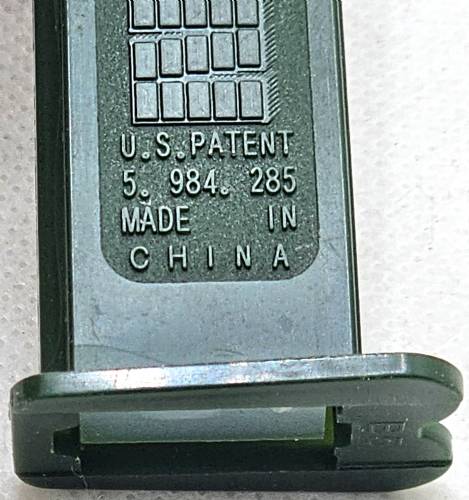 U.S.PATENT
5. 984. 285
MADE IN
CHINA